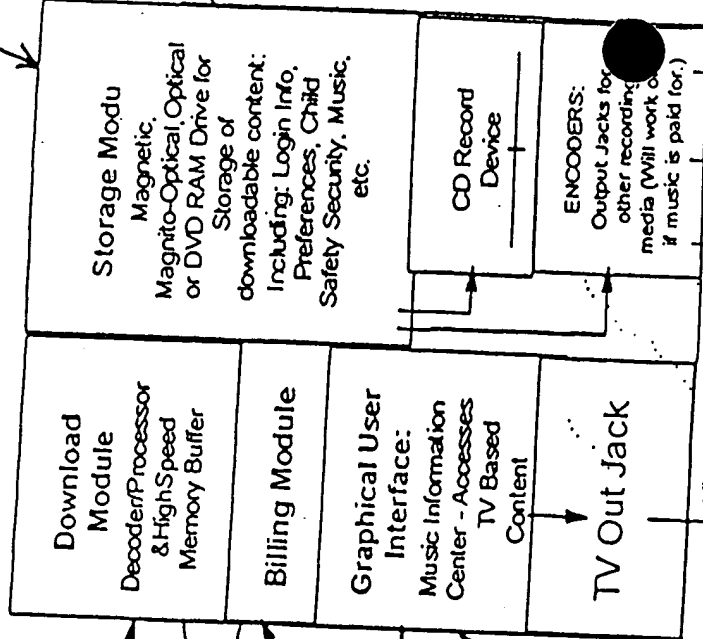 Download
Module
Decoder/Processor
&HighSpeed
Memory Buffer
Billing Module
Graphical User
Interface:
Music Information
Center - Accesses
TV Based
Content
TV Out Jack
Storage Modu
Magnetic,
Magnito-Optical, Optical
or DVD RAM Drive for
Storage of
downloadable content:
Including: Login Info,
Preferences, Child
Safety Security, Music,
etc.
CD Record
Device
ENCODERS:
Output Jacks for
other recording
media (Will work
if music is paid for.)